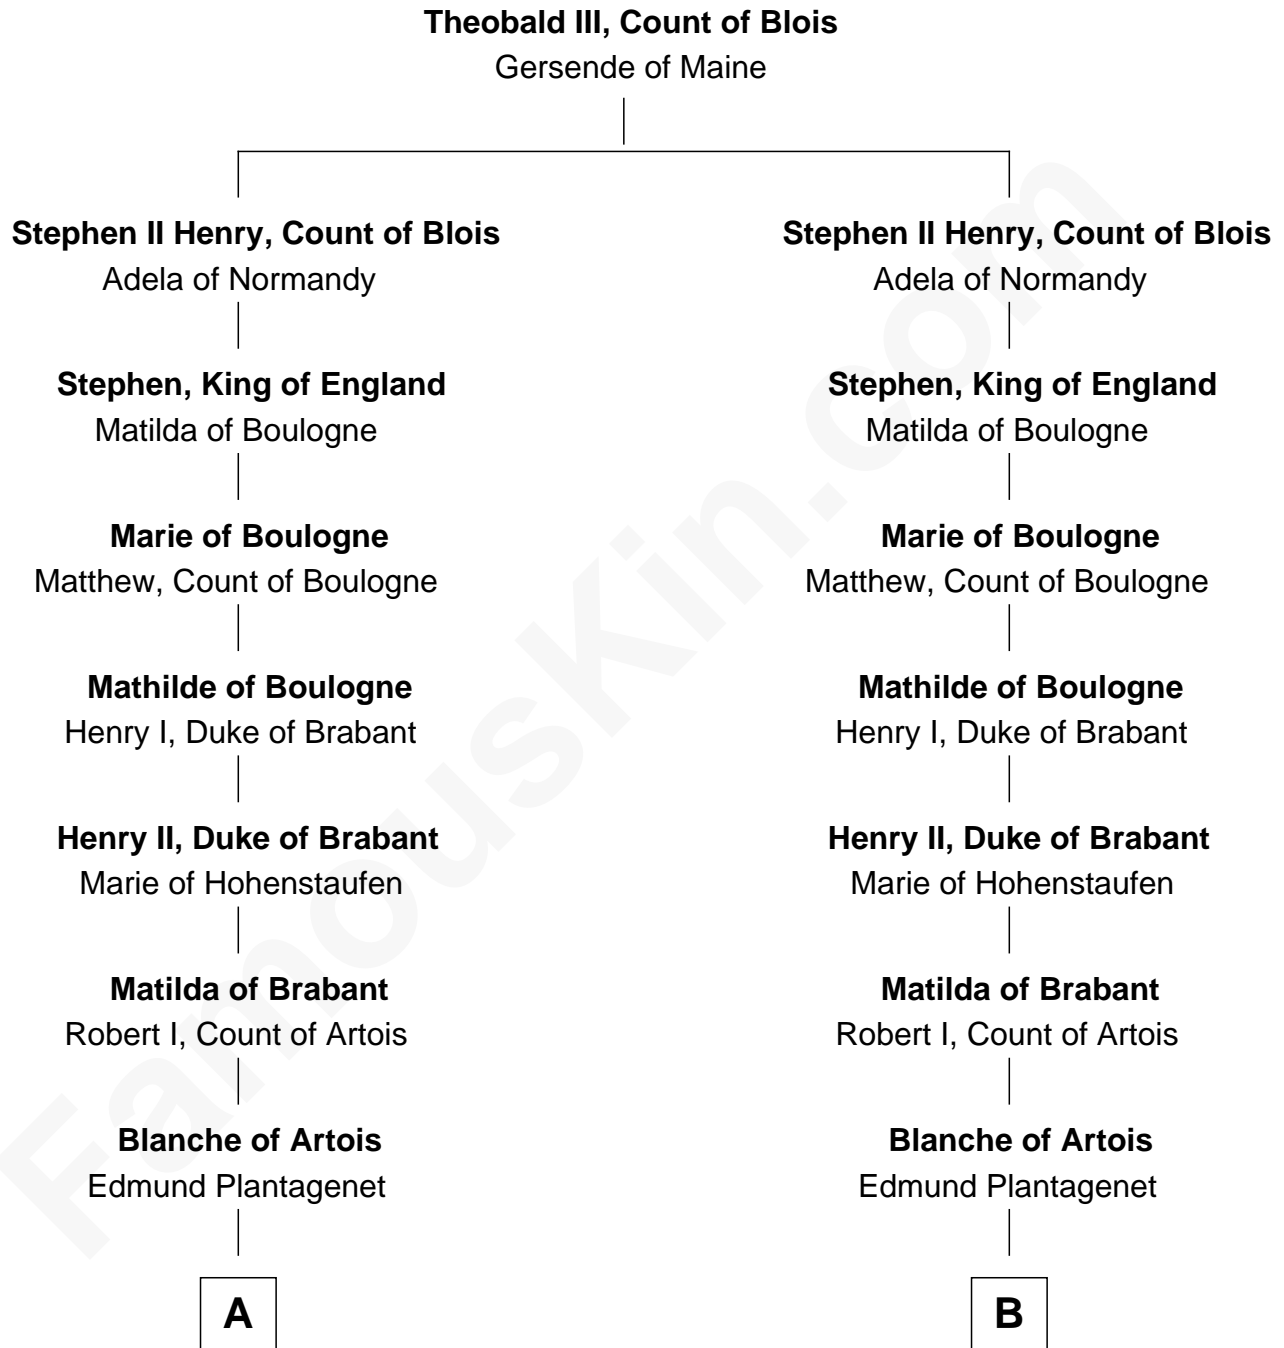 Theobald III, Count of Blois
Gersende of Maine
Stephen II Henry, Count of Blois
Adela of Normandy
Stephen, King of England
Matilda of Boulogne
Marie of Boulogne
Matthew, Count of Boulogne
Mathilde of Boulogne
Henry I, Duke of Brabant
Henry II, Duke of Brabant
Marie of Hohenstaufen
Matilda of Brabant
Robert I, Count of Artois
Blanche of Artois
Edmund Plantagenet
A
Stephen II Henry, Count of Blois
Adela of Normandy
Stephen, King of England
Matilda of Boulogne
Marie of Boulogne
Matthew, Count of Boulogne
Mathilde of Boulogne
Henry I, Duke of Brabant
Henry II, Duke of Brabant
Marie of Hohenstaufen
Matilda of Brabant
Robert I, Count of Artois
Blanche of Artois
Edmund Plantagenet
B
FamousKin.com